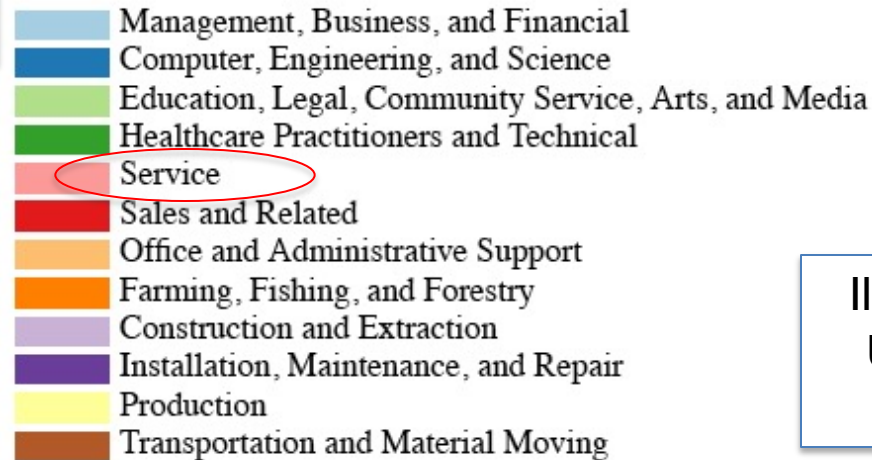 Management, Business, and Financial
Computer, Engineering, and Science
Education, Legal, Community Service, Arts, and Media
Healthcare Practitioners and Technical
Service
Sales and Related
Office and Administrative Support
Farming, Fishing, and Forestry
Construction and Extraction
Installation, Maintenance, and Repair
Production
Transportation and Material Moving